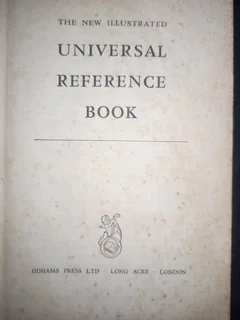 THE NEW ILLUSTRATED
UNIVERSAL
REFERENCE
BOOK
ODHAMS PRESS LTD · LONG ACRE · LONDON